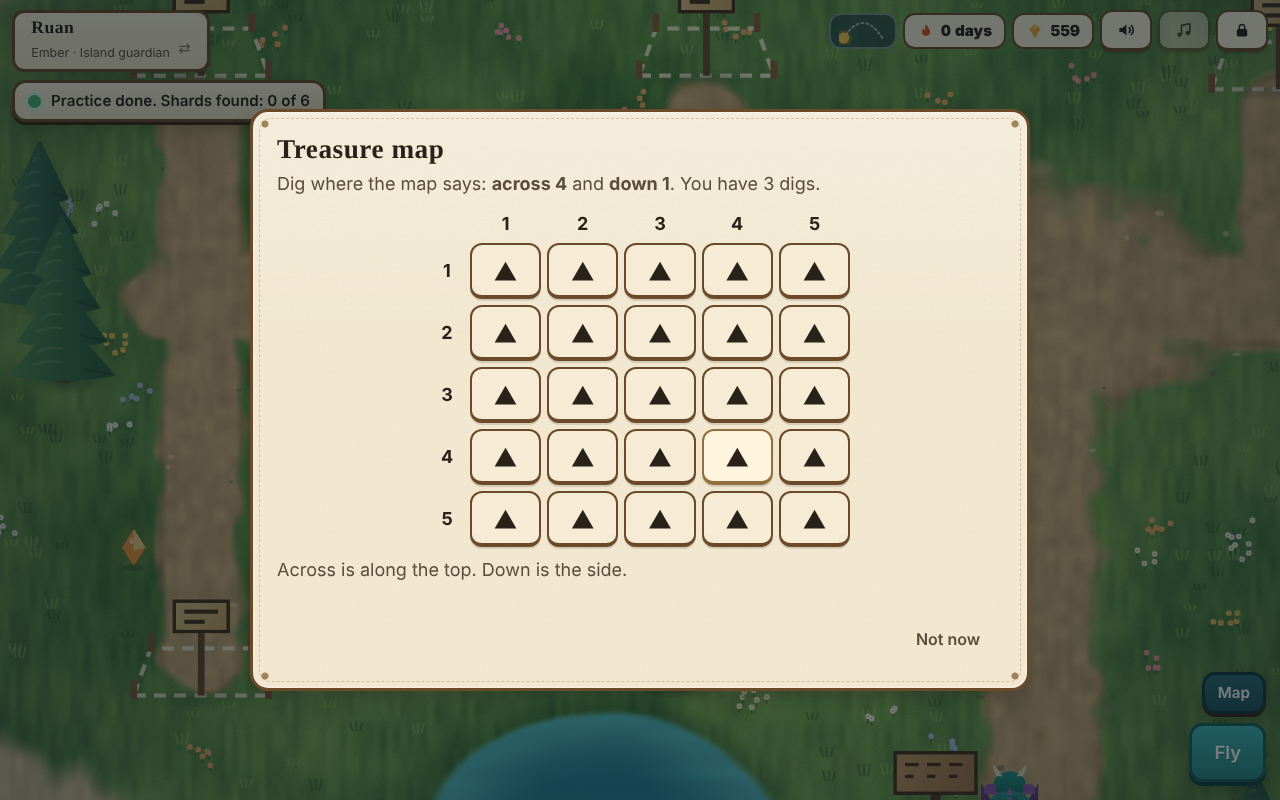 Ruan
Ember · Island guardian
0 days
559
Practice done. Shards found: 0 of 6
Treasure map
Dig where the map says: across 4 and down 1. You have 3 digs.
1 2 3 4 5
1
2
3
4
5
Across is along the top. Down is the side.
Not now
Map
Fly